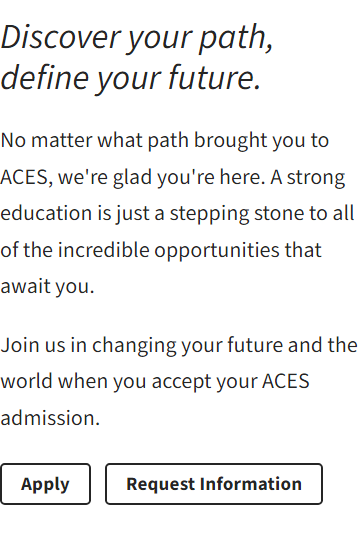 Discover your path,
define your future.
No matter what path brought you to
ACES, we're glad you're here. A strong
education is just a stepping stone to all
of the incredible opportunities that
await you.
Join us in changing your future and the
world when you accept your ACES
admission.
Apply Request Information